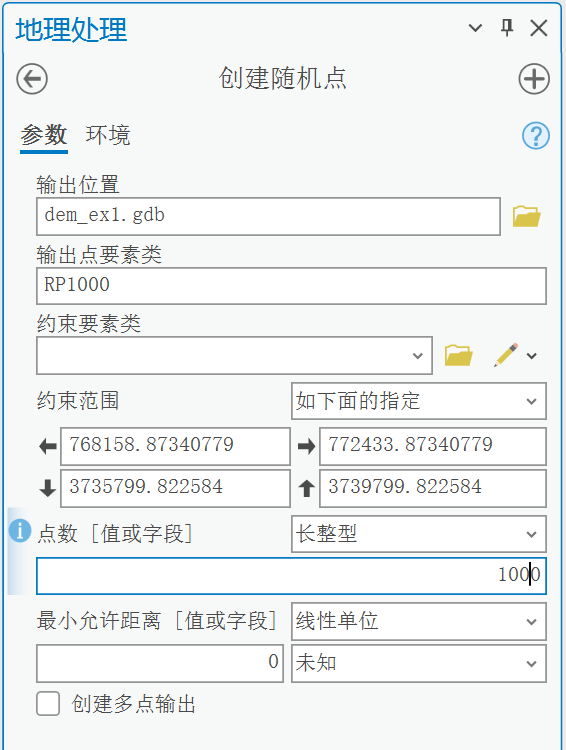 地理处理
创建随机点
参数 环境
输出位置
dem_ex1.gdb
输出点要素类
RP1000
约束要素类
约束范围 如下面的指定
768158.87340779 772433.87340779
3735799.822584 3739799.822584
点数 [值或字段] 长整型
1000
最小允许距离 [值或字段] 线性单位
0 未知
创建多点输出